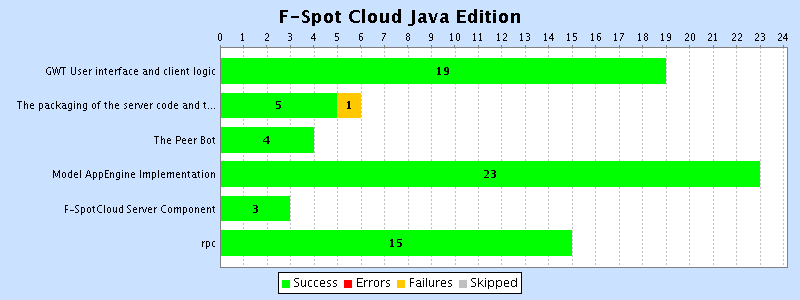 F-Spot Cloud Java Edition
0 1 2 3 4 5 6 7 8 9 10 11 12 13 14 15 16 17 18 19 20 21 22 23 24
GWT User interface and client logic 19
The packaging of the server code and t... 5 1
The Peer Bot 4
Model AppEngine Implementation 23
F-SpotCloud Server Component 3
rpc 15
Success Errors Failures Skipped